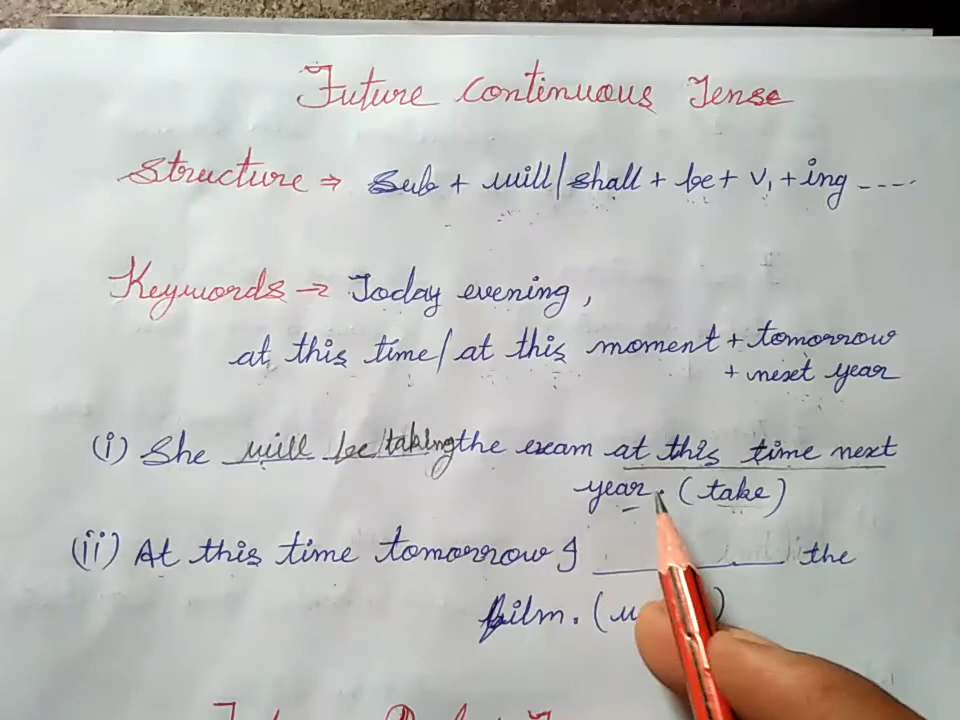 Future Continuous Tense
Structure ⇒ Sub + will/shall + be + V₁ + ing ----
Keywords → Today evening,
at this time/ at this moment + tomorrow
+ next year
(i) She will be taking the exam at this time next
year. (take)
(ii) At this time tomorrow I ________ the
film. (